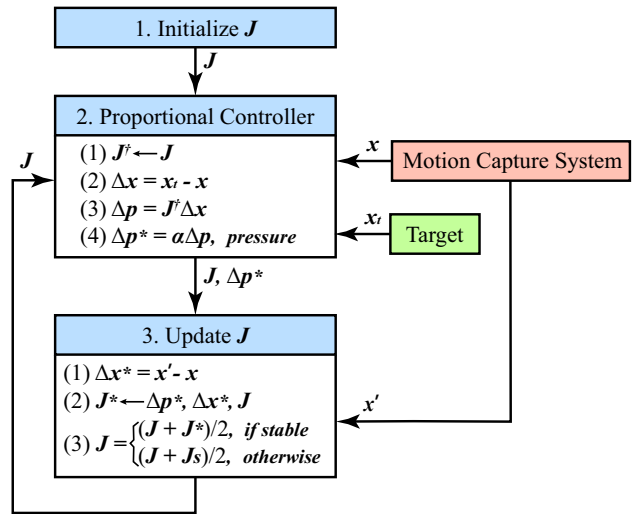 1. Initialize J
J
2. Proportional Controller
(1) J† ← J
(2) Δx = xₜ - x
(3) Δp = J†Δx
(4) Δp* = αΔp, pressure
J
x
Motion Capture System
xₜ
Target
J, Δp*
3. Update J
(1) Δx* = x' - x
(2) J* ← Δp*, Δx*, J
(3) J = { (J + J*)/2, if stable
(J + Js)/2, otherwise
x'